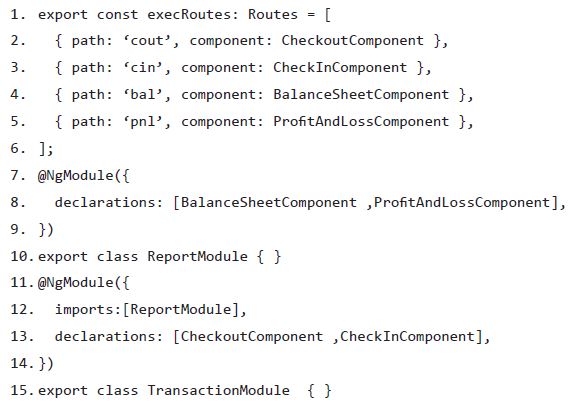 1. export const execRoutes: Routes = [
2.   { path: ‘cout’, component: CheckoutComponent },
3.   { path: ‘cin’, component: CheckInComponent },
4.   { path: ‘bal’, component: BalanceSheetComponent },
5.   { path: ‘pnl’, component: ProfitAndLossComponent },
6. ];
7. @NgModule({
8.   declarations: [BalanceSheetComponent ,ProfitAndLossComponent],
9. })
10. export class ReportModule { }
11. @NgModule({
12.   imports:[ReportModule],
13.   declarations: [CheckoutComponent ,CheckInComponent],
14. })
15. export class TransactionModule  { }